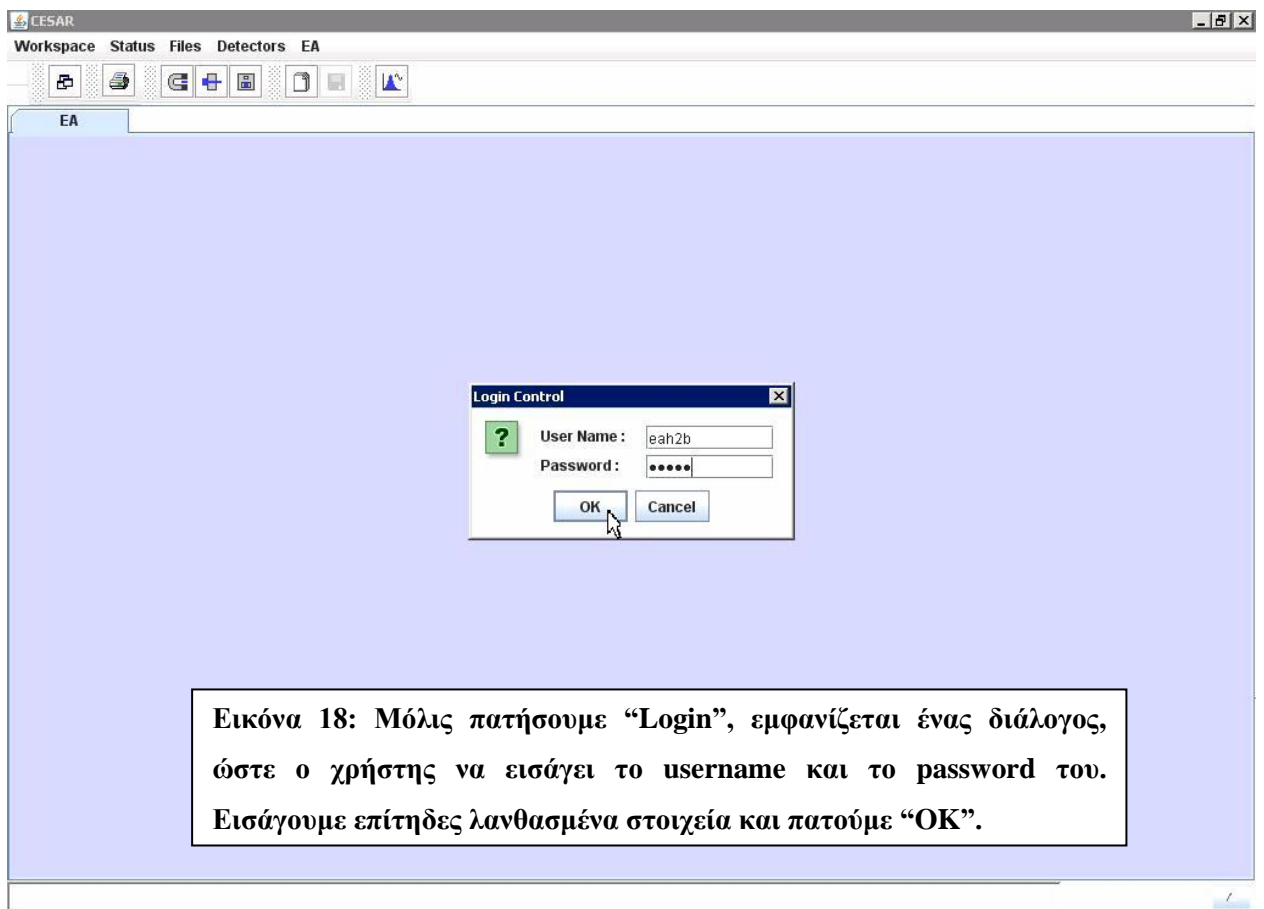 CESAR
Workspace Status Files Detectors EA
EA
Login Control
?
User Name : eah2b
Password : •••••
OK Cancel
Εικόνα 18: Μόλις πατήσουμε “Login”, εμφανίζεται ένας διάλογος,
ώστε ο χρήστης να εισάγει το username και το password του.
Εισάγουμε επίτηδες λανθασμένα στοιχεία και πατούμε “OK”.